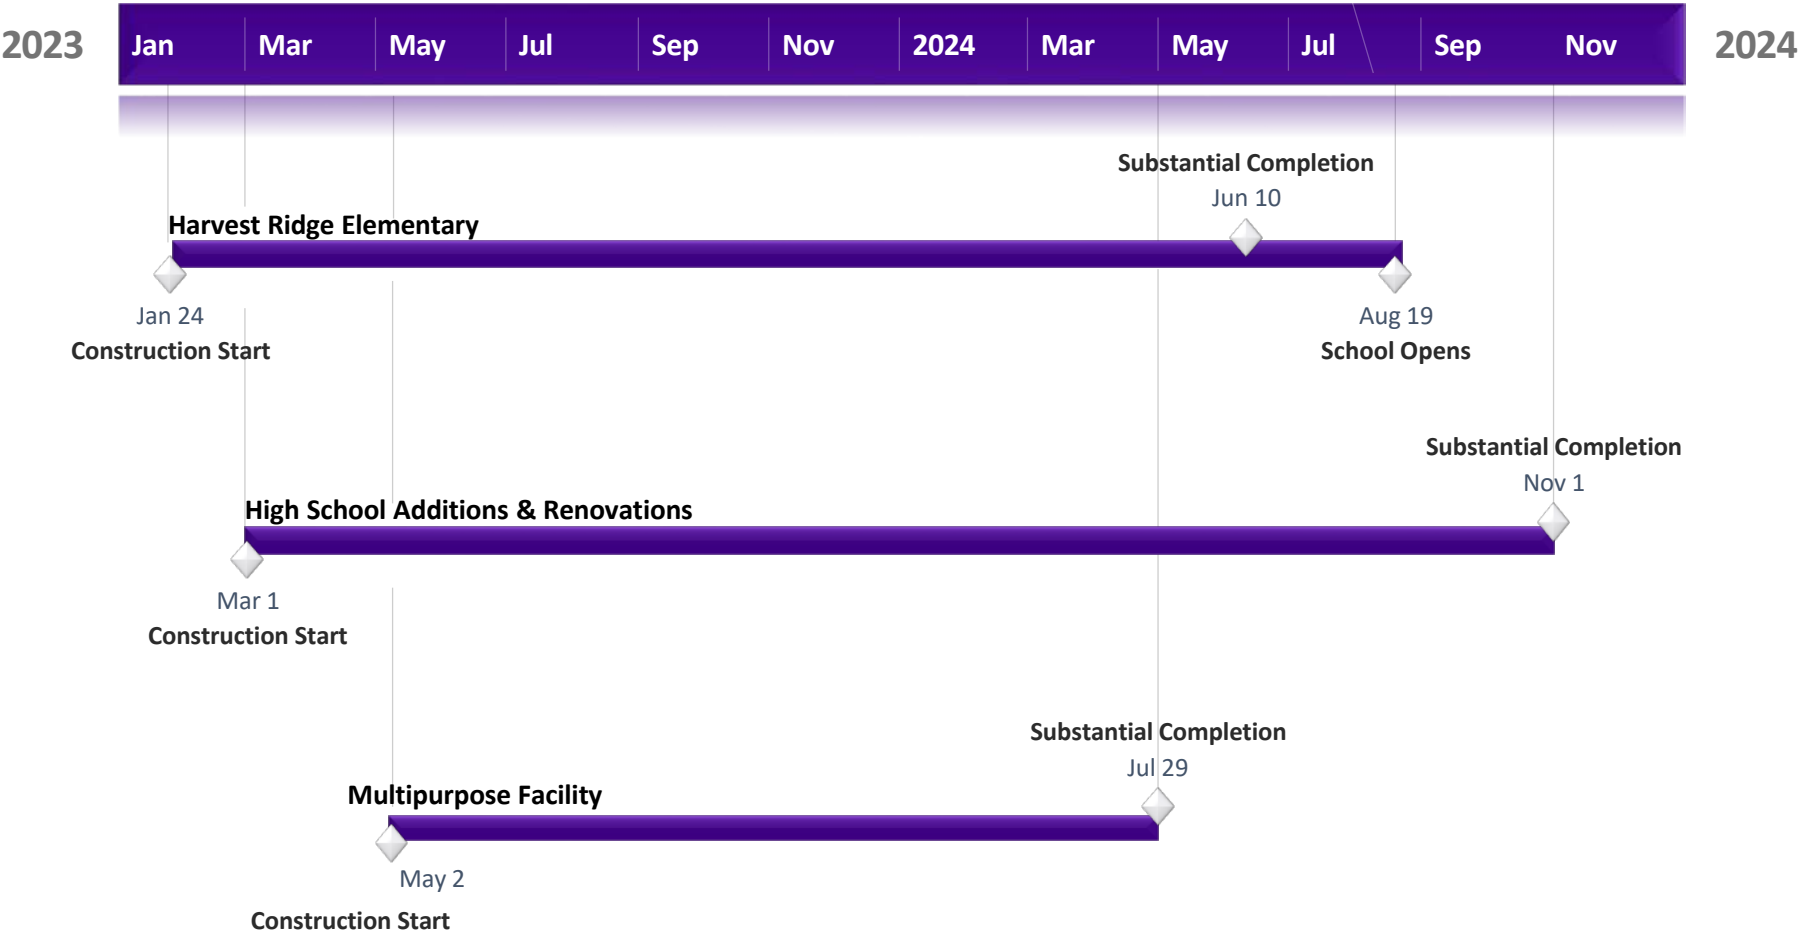 2023 Jan Mar May Jul Sep Nov 2024 Mar May Jul Sep Nov 2024
Substantial Completion
Jun 10
Harvest Ridge Elementary
Jan 24
Construction Start
Aug 19
School Opens
Substantial Completion
Nov 1
High School Additions & Renovations
Mar 1
Construction Start
Substantial Completion
Jul 29
Multipurpose Facility
May 2
Construction Start